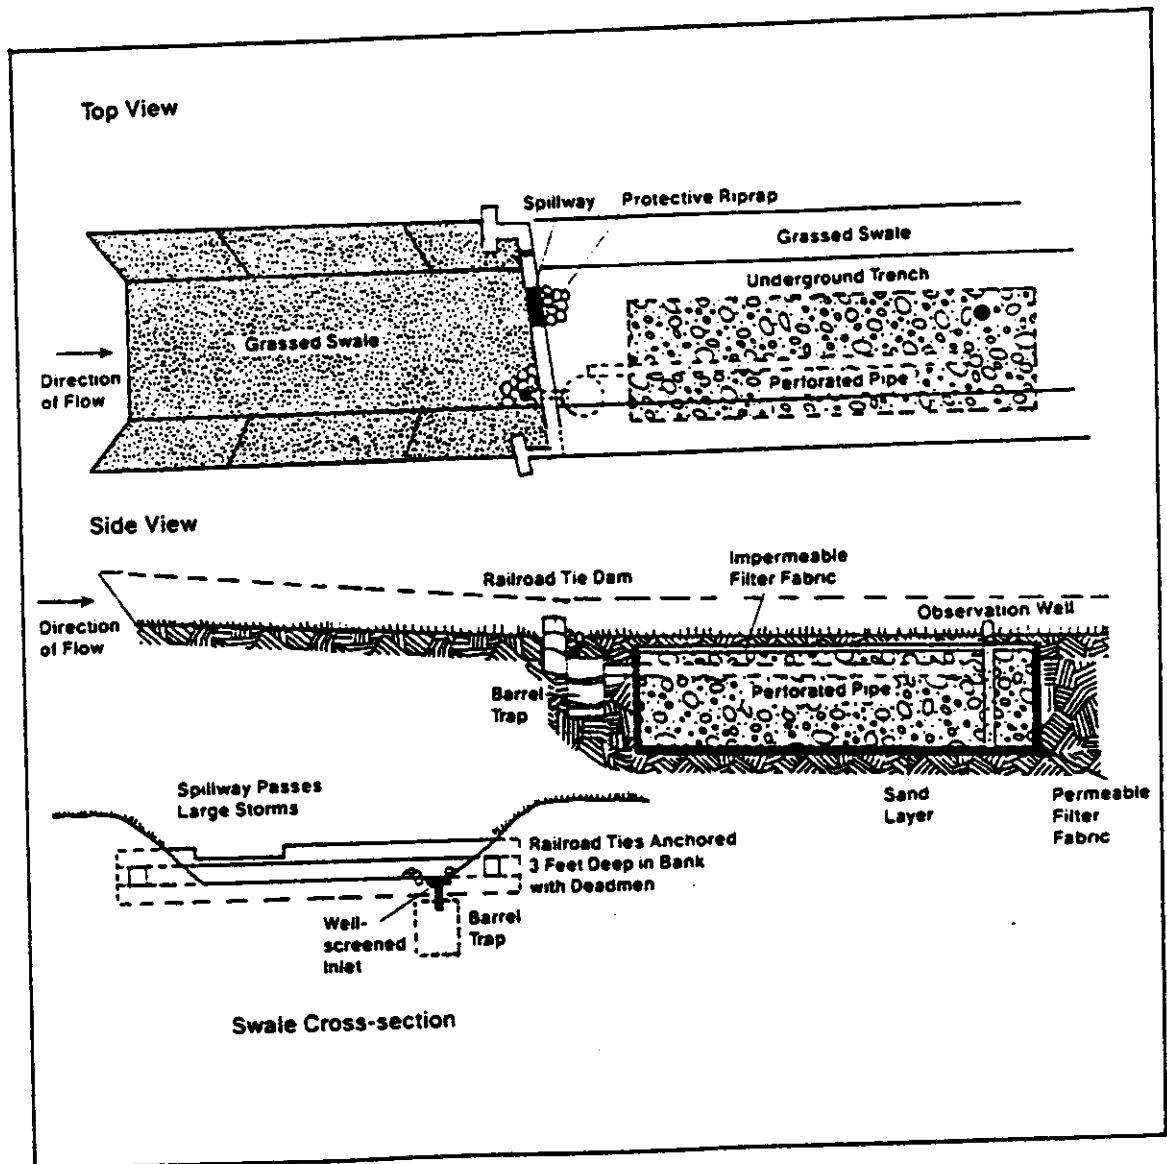 Top View
Spillway
Protective Riprap
Grassed Swale
Underground Trench
Grassed Swale
Direction
of Flow
Perforated Pipe
Side View
Impermeable
Filter Fabric
Railroad Tie Dam
Observation Well
Direction
of Flow
Barrel
Trap
Perforated Pipe
Spillway Passes
Large Storms
Sand
Layer
Permeable
Filter
Fabric
Railroad Ties Anchored
3 Feet Deep in Bank
with Deadmen
Well-
screened
Inlet
Barrel
Trap
Swale Cross-section